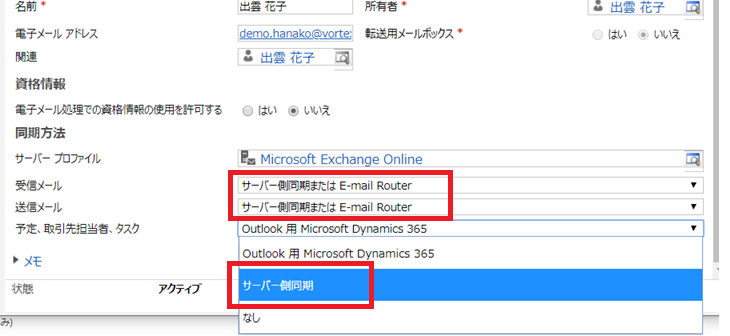 名前 * 出雲 花子 所有者 * 出雲 花子
電子メール アドレス demo.hanako@vorte 転送用メールボックス * はい いいえ
関連 出雲 花子
資格情報
電子メール処理での資格情報の使用を許可する はい いいえ
同期方法
サーバー プロファイル Microsoft Exchange Online
受信メール サーバー側同期または E-mail Router
送信メール サーバー側同期または E-mail Router
予定、取引先担当者、タスク Outlook 用 Microsoft Dynamics 365
Outlook 用 Microsoft Dynamics 365
メモ
サーバー側同期
状態 アクティブ
なし
み)